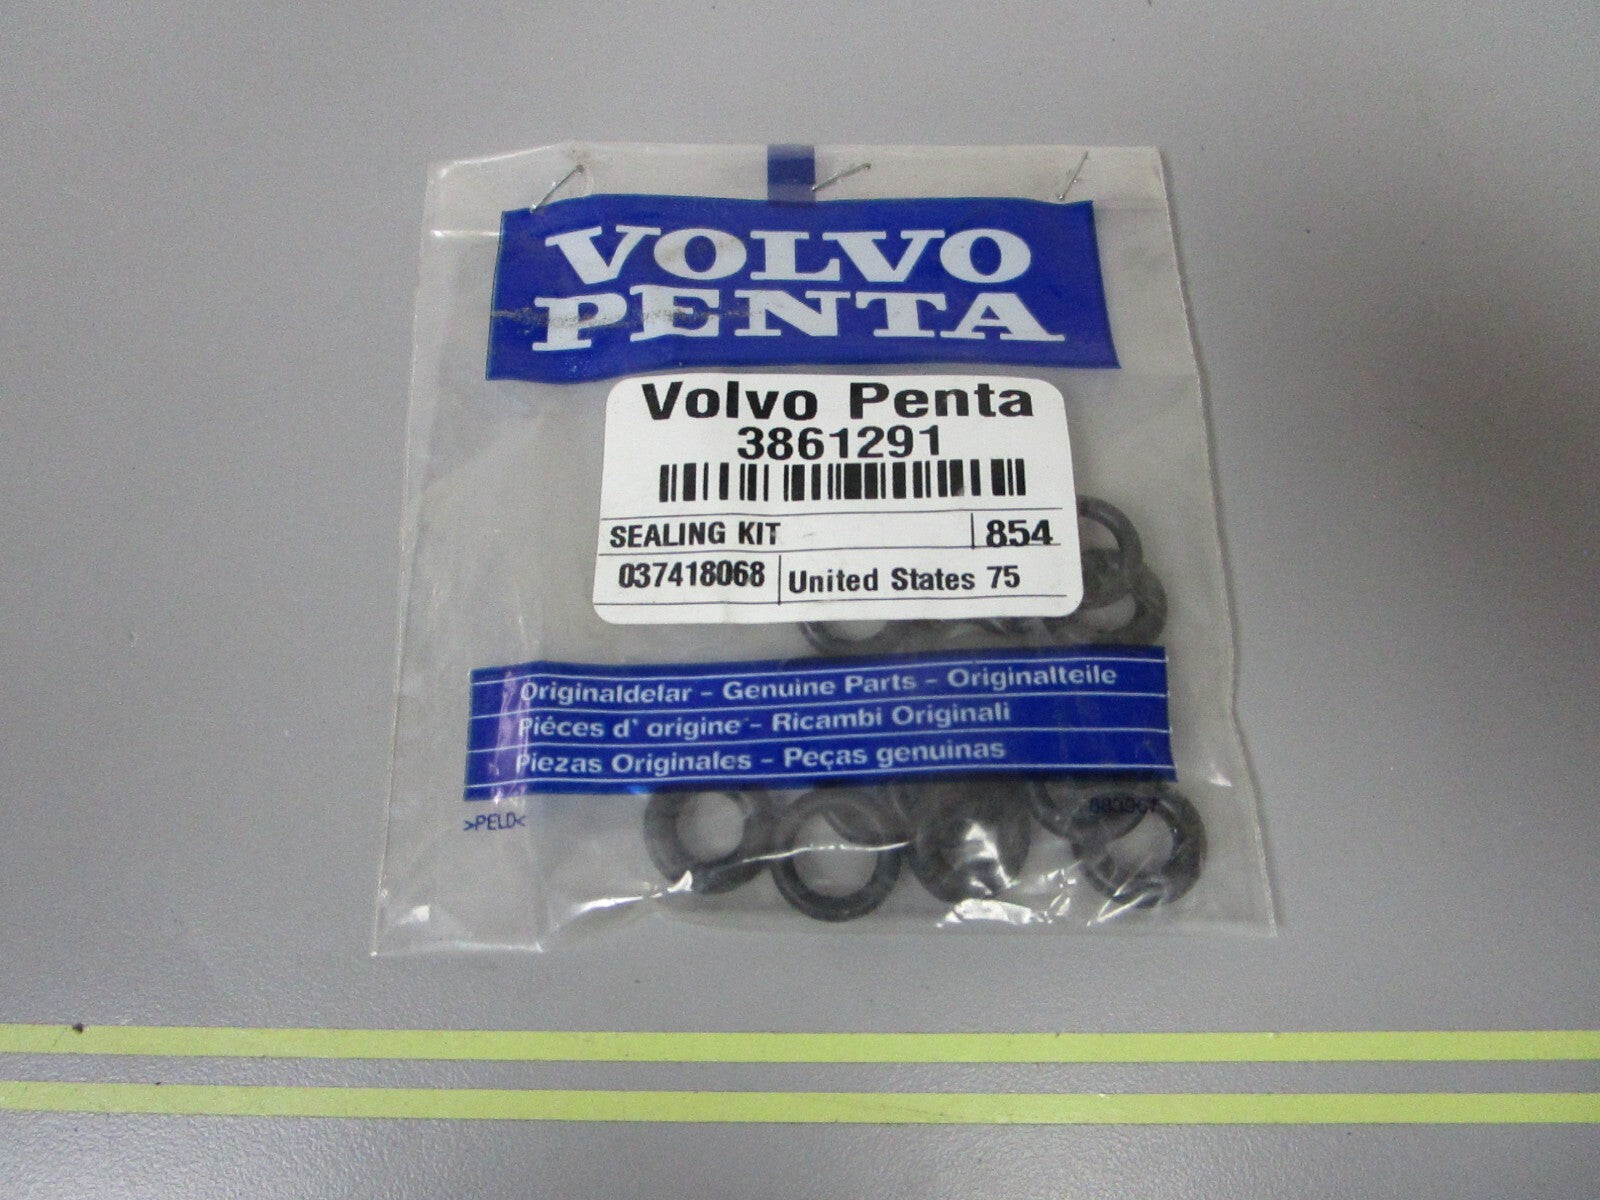 VOLVO
PENTA
Volvo Penta
3861291
SEALING KIT 854
037418068 United States 75
Originaldelar - Genuine Parts - Originalteile
Piéces d' origine - Ricambi Originali
Piezas Originales - Peças genuinas
>PELD<